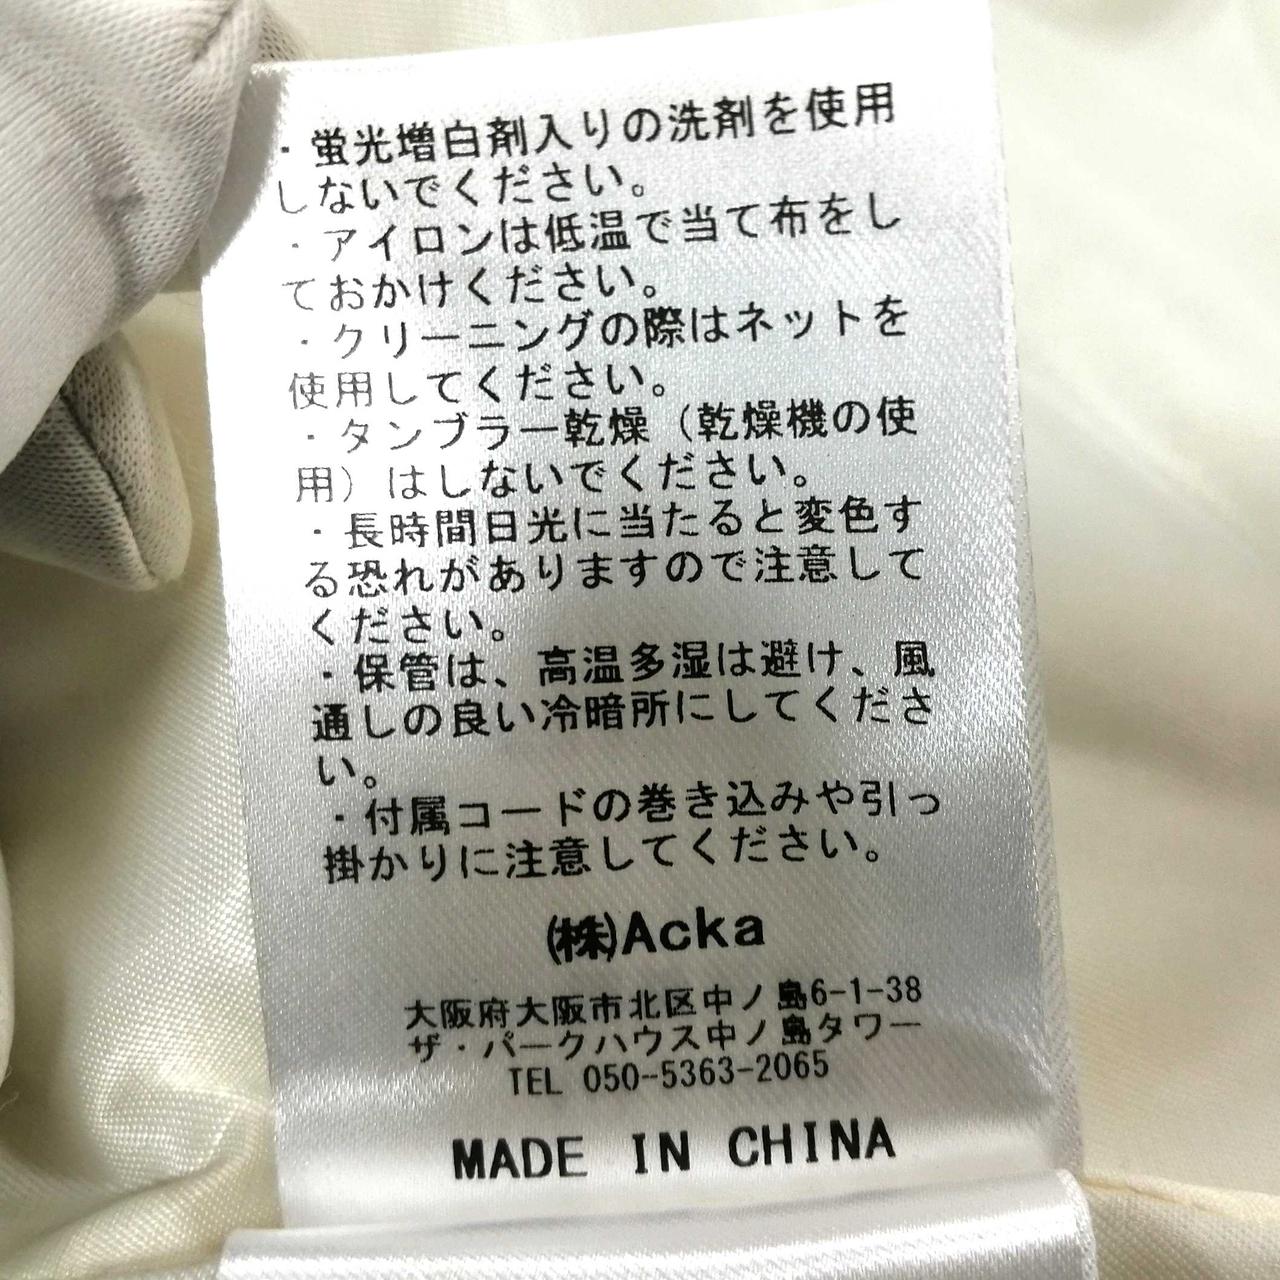 ・蛍光増白剤入りの洗剤を使用
しないでください。
・アイロンは低温で当て布をし
ておかけください。
・クリーニングの際はネットを
使用してください。
・タンブラー乾燥（乾燥機の使
用）はしないでください。
・長時間日光に当たると変色す
る恐れがありますので注意して
ください。
・保管は、高温多湿は避け、風
通しの良い冷暗所にしてくださ
い。
・付属コードの巻き込みや引っ
掛かりに注意してください。
㈱Acka
大阪府大阪市北区中ノ島6-1-38
ザ・パークハウス中ノ島タワー
TEL 050-5363-2065
MADE IN CHINA